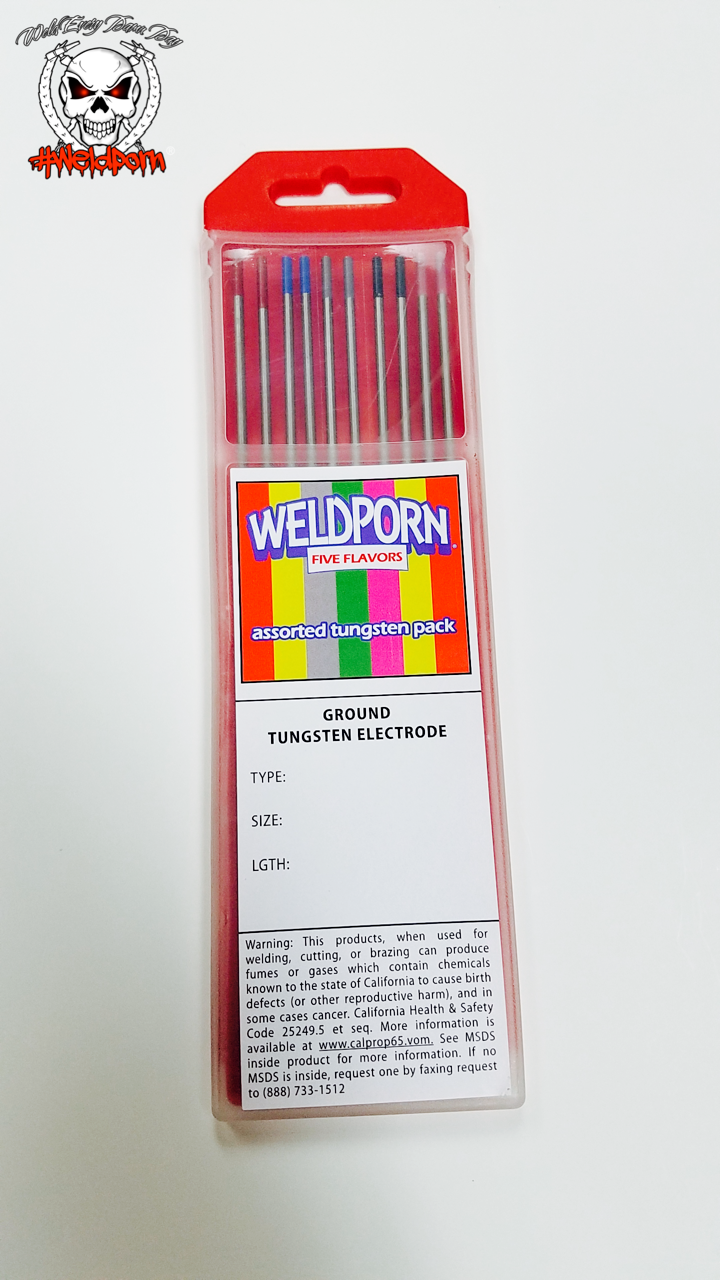 Weld Every Damn Day
#WeldPorn
WELDPORN
FIVE FLAVORS
assorted tungsten pack
GROUND
TUNGSTEN ELECTRODE
TYPE:
SIZE:
LGTH:
Warning: This products, when used for
welding, cutting, or brazing can produce
fumes or gases which contain chemicals
known to the state of California to cause birth
defects (or other reproductive harm), and in
some cases cancer. California Health & Safety
Code 25249.5 et seq. More information is
available at www.calprop65.vom. See MSDS
inside product for more information. If no
MSDS is inside, request one by faxing request
to (888) 733-1512